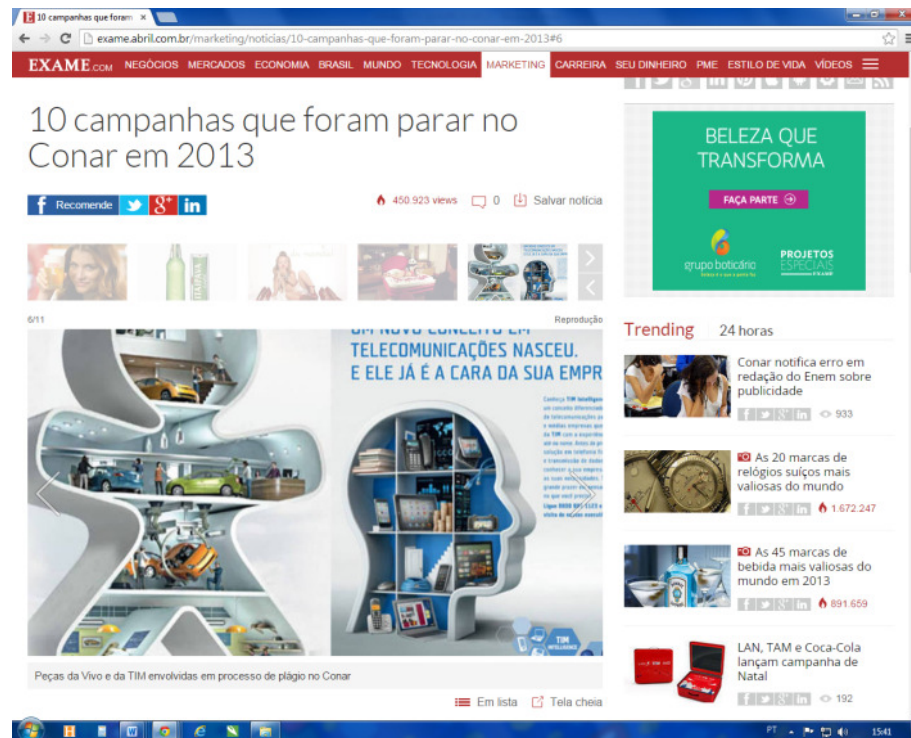 10 campanhas que foram
exame.abril.com.br/marketing/noticias/10-campanhas-que-foram-parar-no-conar-em-2013#6
EXAME.COM NEGÓCIOS MERCADOS ECONOMIA BRASIL MUNDO TECNOLOGIA MARKETING CARREIRA SEU DINHEIRO PME ESTILO DE VIDA VÍDEOS
10 campanhas que foram parar no
Conar em 2013
Recomende
450.923 views 0 Salvar notícia
6/11 Reprodução
UM NOVO CONCEITO EM
TELECOMUNICAÇÕES NASCEU.
E ELE JÁ É A CARA DA SUA EMPR
TIM
INTELLIGENCE
Peças da Vivo e da TIM envolvidas em processo de plágio no Conar
Em lista Tela cheia
BELEZA QUE
TRANSFORMA
FAÇA PARTE
grupo boticário
PROJETOS
ESPECIAIS
Trending 24 horas
Conar notifica erro em
redação do Enem sobre
publicidade
933
As 20 marcas de
relógios suíços mais
valiosas do mundo
1.672.247
As 45 marcas de
bebida mais valiosas do
mundo em 2013
891.659
LAN, TAM e Coca-Cola
lançam campanha de
Natal
192
PT 15:41